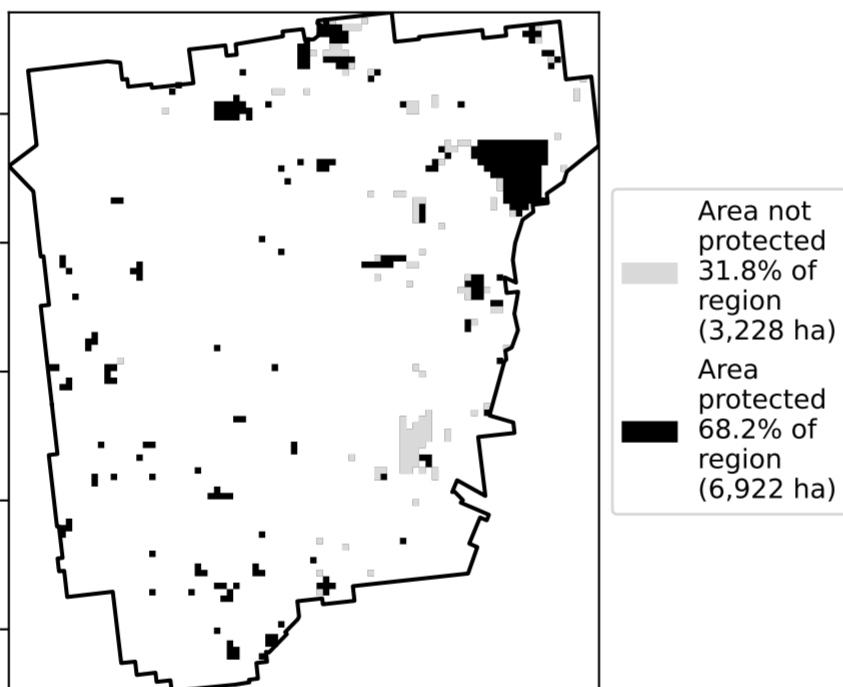 Area not
protected
31.8% of
region
(3,228 ha)
Area
protected
68.2% of
region
(6,922 ha)